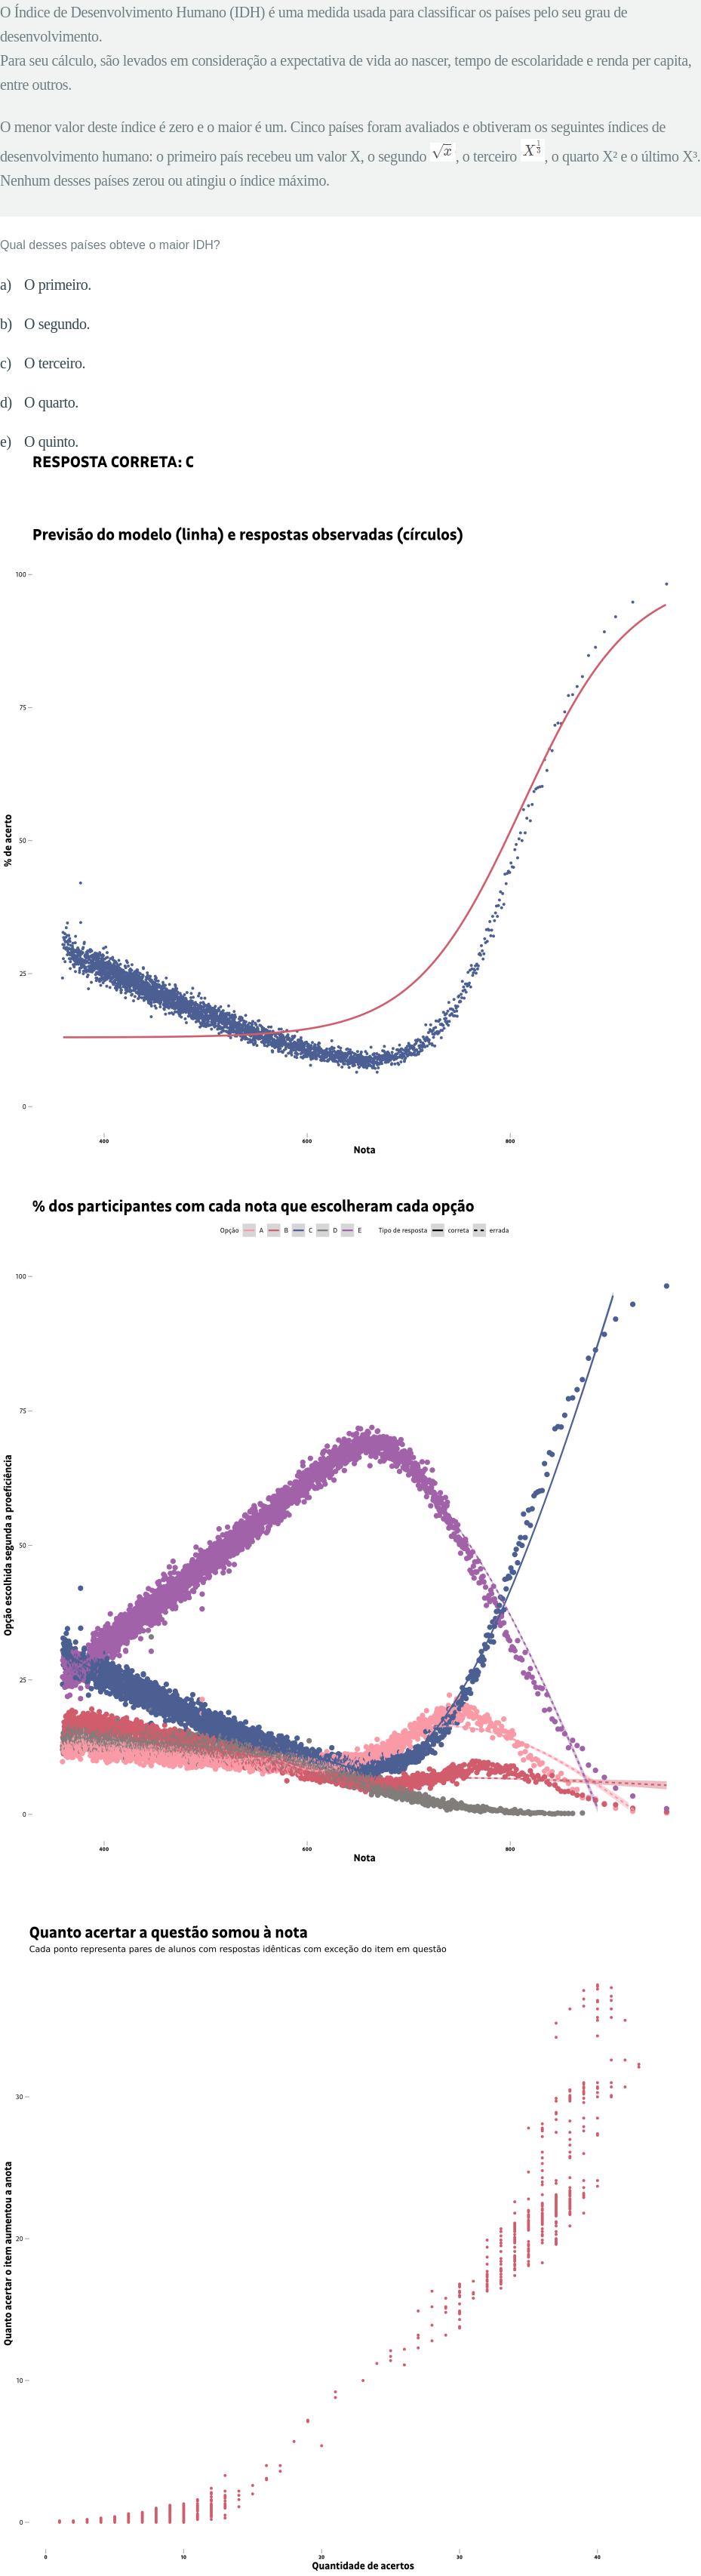 O Índice de Desenvolvimento Humano (IDH) é uma medida usada para classificar os países pelo seu grau de
desenvolvimento.
Para seu cálculo, são levados em consideração a expectativa de vida ao nascer, tempo de escolaridade e renda per capita,
entre outros.
O menor valor deste índice é zero e o maior é um. Cinco países foram avaliados e obtiveram os seguintes índices de
desenvolvimento humano: o primeiro país recebeu um valor X, o segundo √x, o terceiro X^(1/3), o quarto X² e o último X³.
Nenhum desses países zerou ou atingiu o índice máximo.
Qual desses países obteve o maior IDH?
a) O primeiro.
b) O segundo.
c) O terceiro.
d) O quarto.
e) O quinto.
RESPOSTA CORRETA: C
Previsão do modelo (linha) e respostas observadas (círculos)
100
75
50
25
0
% de acerto
400 600 800
Nota
% dos participantes com cada nota que escolheram cada opção
Opção A B C D E Tipo de resposta correta errada
100
75
50
25
0
Opção escolhida segunda a proeficiência
400 600 800
Nota
Quanto acertar a questão somou à nota
Cada ponto representa pares de alunos com respostas idênticas com exceção do item em questão
30
20
10
0
Quanto acertar o item aumentou a anota
0 10 20 30 40
Quantidade de acertos